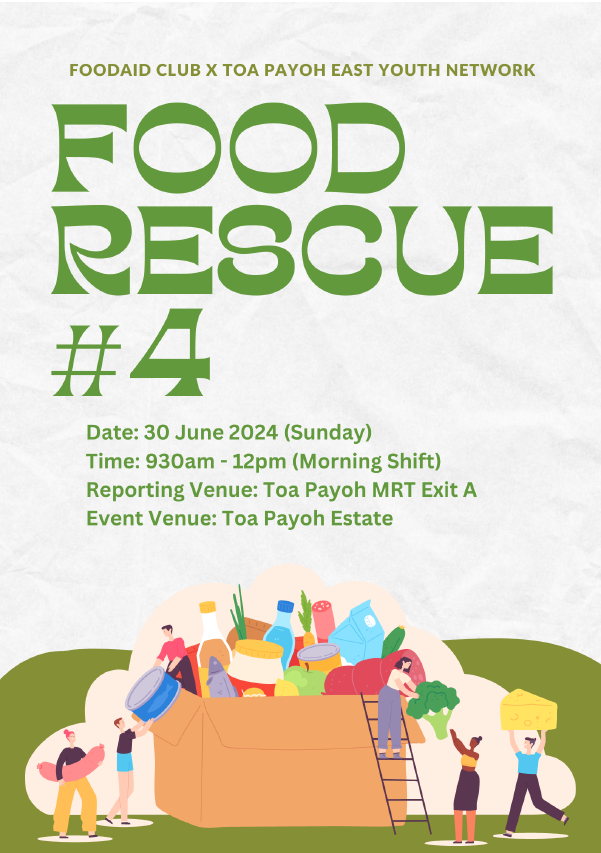 FOODAID CLUB X TOA PAYOH EAST YOUTH NETWORK
FOOD
RESCUE
#4
Date: 30 June 2024 (Sunday)
Time: 930am - 12pm (Morning Shift)
Reporting Venue: Toa Payoh MRT Exit A
Event Venue: Toa Payoh Estate